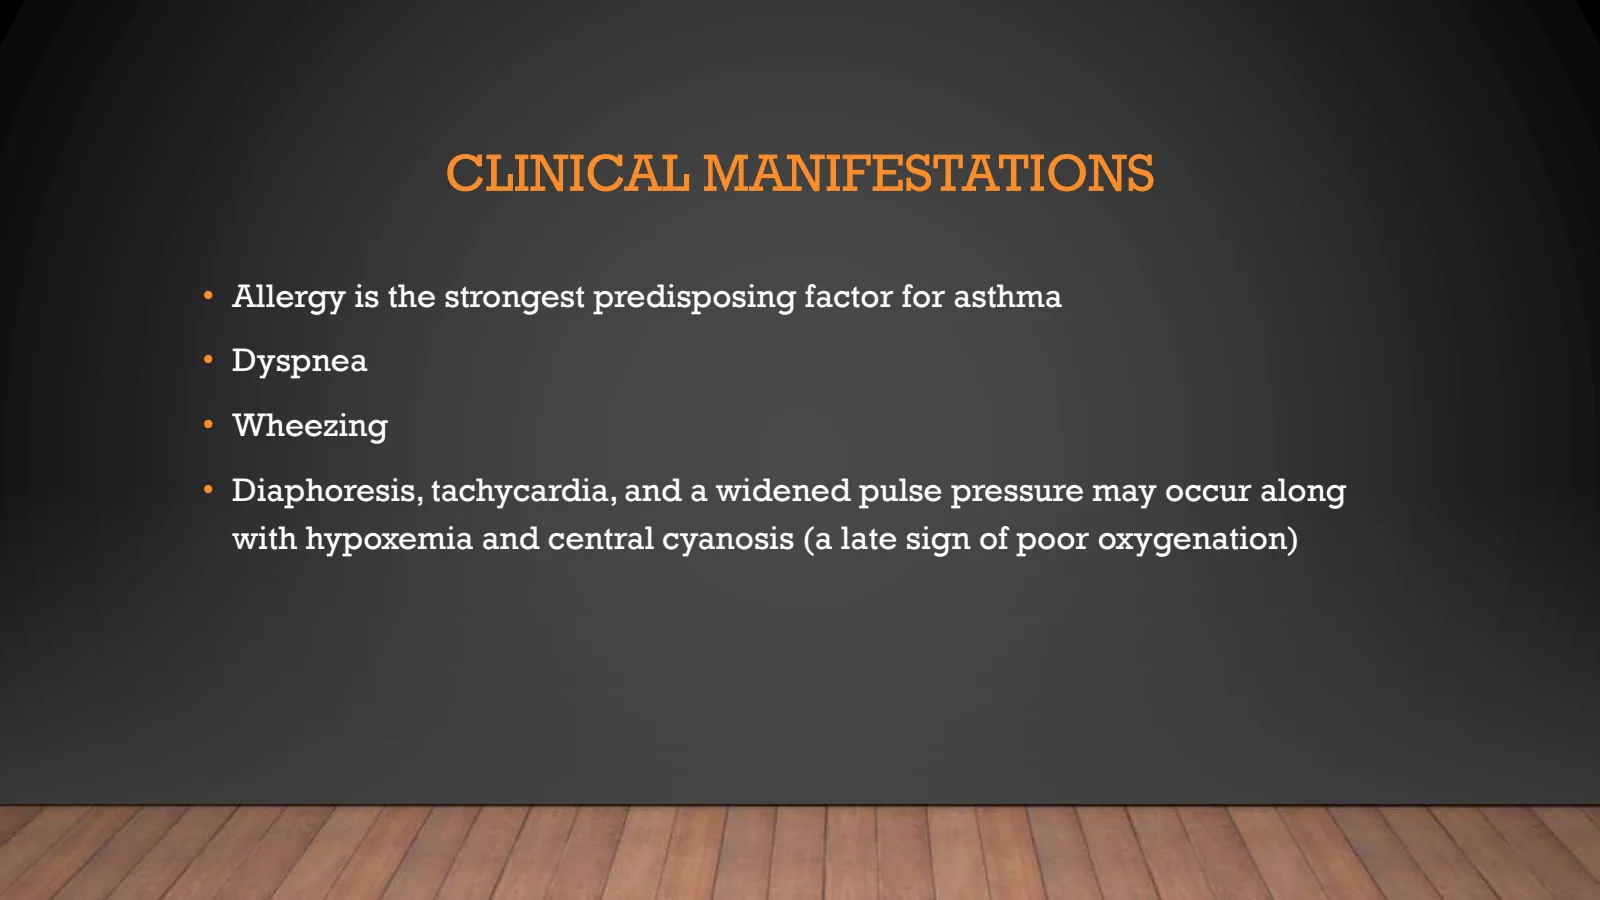 CLINICAL MANIFESTATIONS
• Allergy is the strongest predisposing factor for asthma
• Dyspnea
• Wheezing
• Diaphoresis, tachycardia, and a widened pulse pressure may occur along
with hypoxemia and central cyanosis (a late sign of poor oxygenation)